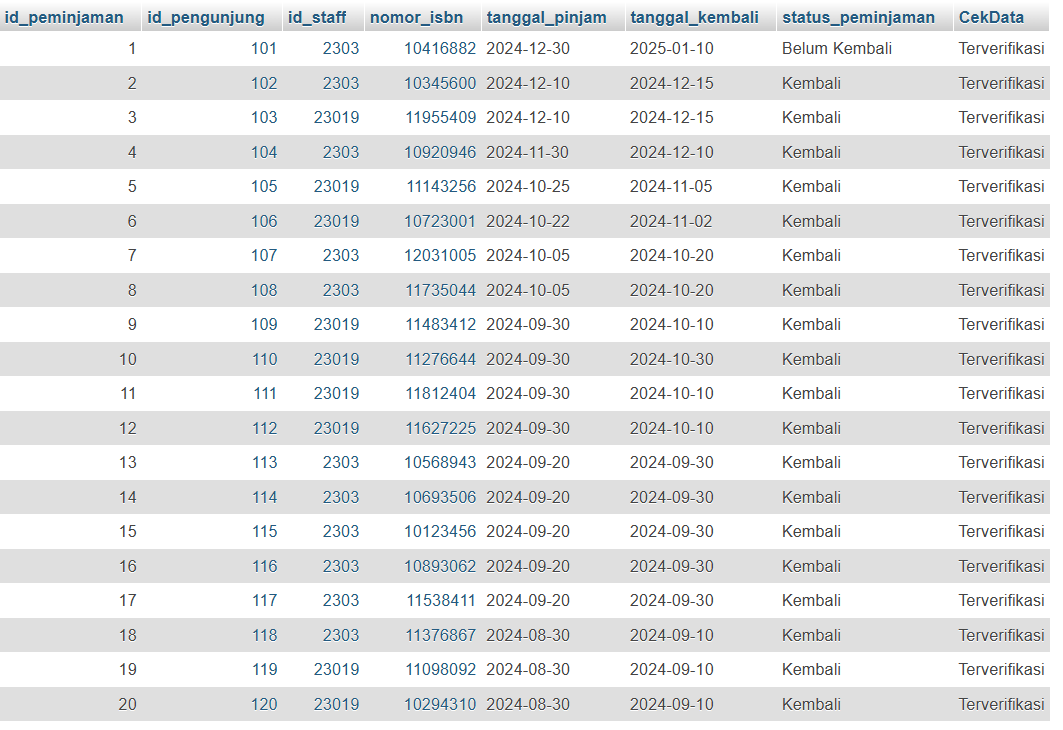 id_peminjaman id_pengunjung id_staff nomor_isbn tanggal_pinjam tanggal_kembali status_peminjaman CekData
1 101 2303 10416882 2024-12-30 2025-01-10 Belum Kembali Terverifikasi
2 102 2303 10345600 2024-12-10 2024-12-15 Kembali Terverifikasi
3 103 23019 11955409 2024-12-10 2024-12-15 Kembali Terverifikasi
4 104 2303 10920946 2024-11-30 2024-12-10 Kembali Terverifikasi
5 105 23019 11143256 2024-10-25 2024-11-05 Kembali Terverifikasi
6 106 23019 10723001 2024-10-22 2024-11-02 Kembali Terverifikasi
7 107 2303 12031005 2024-10-05 2024-10-20 Kembali Terverifikasi
8 108 2303 11735044 2024-10-05 2024-10-20 Kembali Terverifikasi
9 109 23019 11483412 2024-09-30 2024-10-10 Kembali Terverifikasi
10 110 23019 11276644 2024-09-30 2024-10-30 Kembali Terverifikasi
11 111 23019 11812404 2024-09-30 2024-10-10 Kembali Terverifikasi
12 112 23019 11627225 2024-09-30 2024-10-10 Kembali Terverifikasi
13 113 2303 10568943 2024-09-20 2024-09-30 Kembali Terverifikasi
14 114 2303 10693506 2024-09-20 2024-09-30 Kembali Terverifikasi
15 115 2303 10123456 2024-09-20 2024-09-30 Kembali Terverifikasi
16 116 2303 10893062 2024-09-20 2024-09-30 Kembali Terverifikasi
17 117 2303 11538411 2024-09-20 2024-09-30 Kembali Terverifikasi
18 118 2303 11376867 2024-08-30 2024-09-10 Kembali Terverifikasi
19 119 23019 11098092 2024-08-30 2024-09-10 Kembali Terverifikasi
20 120 23019 10294310 2024-08-30 2024-09-10 Kembali Terverifikasi